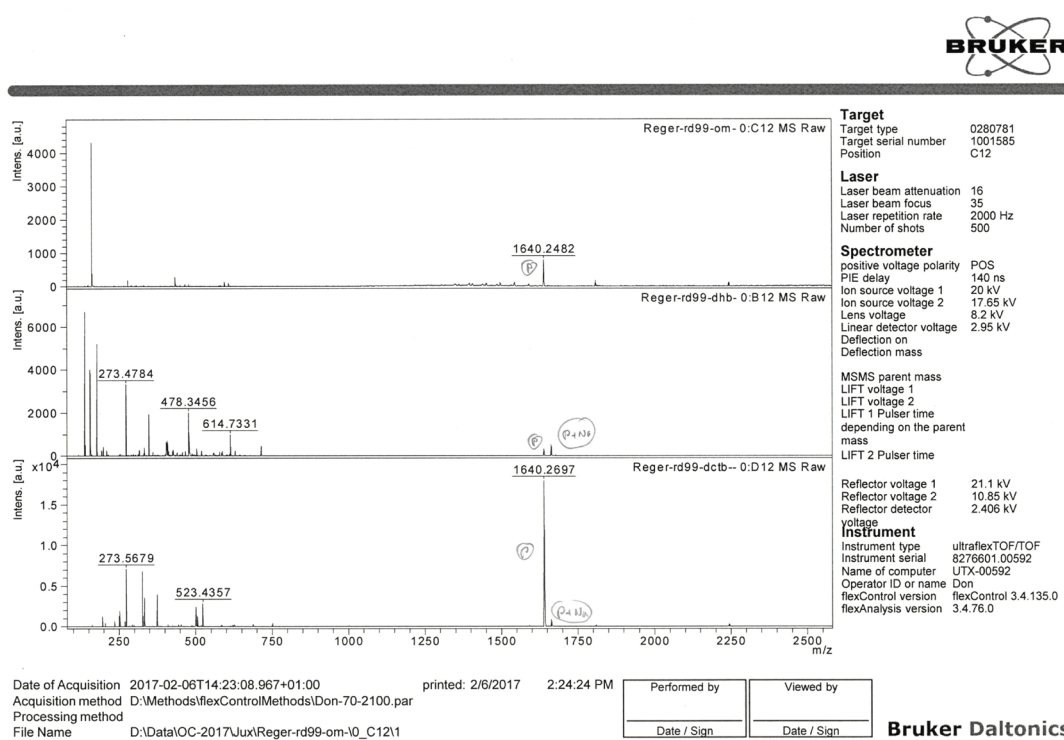 BRUKER
Reger-rd99-om- 0:C12 MS Raw
Intens. [a.u.]
4000
3000
2000
1000
0
1640.2482
P
Reger-rd99-dhb- 0:B12 MS Raw
Intens. [a.u.]
6000
4000
2000
0
273.4784
478.3456
614.7331
P
P+Na
Reger-rd99-dctb-- 0:D12 MS Raw
Intens. [a.u.]
x10⁴
1.5
1.0
0.5
0.0
1640.2697
273.5679
523.4357
P
P+Na
250 500 750 1000 1250 1500 1750 2000 2250 2500
m/z
Target
Target type 0280781
Target serial number 1001585
Position C12
Laser
Laser beam attenuation 16
Laser beam focus 35
Laser repetition rate 2000 Hz
Number of shots 500
Spectrometer
positive voltage polarity POS
PIE delay 140 ns
Ion source voltage 1 20 kV
Ion source voltage 2 17.65 kV
Lens voltage 8.2 kV
Linear detector voltage 2.95 kV
Deflection on
Deflection mass
MSMS parent mass
LIFT voltage 1
LIFT voltage 2
LIFT 1 Pulser time
depending on the parent
mass
LIFT 2 Pulser time
Reflector voltage 1 21.1 kV
Reflector voltage 2 10.85 kV
Reflector detector 2.406 kV
voltage
Instrument
Instrument type ultraflexTOF/TOF
Instrument serial 8276601.00592
Name of computer UTX-00592
Operator ID or name Don
flexControl version flexControl 3.4.135.0
flexAnalysis version 3.4.76.0
Date of Acquisition 2017-02-06T14:23:08.967+01:00 printed: 2/6/2017 2:24:24 PM
Acquisition method D:\Methods\flexControlMethods\Don-70-2100.par
Processing method
File Name D:\Data\OC-2017\Jux\Reger-rd99-om-\0_C12\1
Performed by
Date / Sign
Viewed by
Date / Sign
Bruker Daltonics